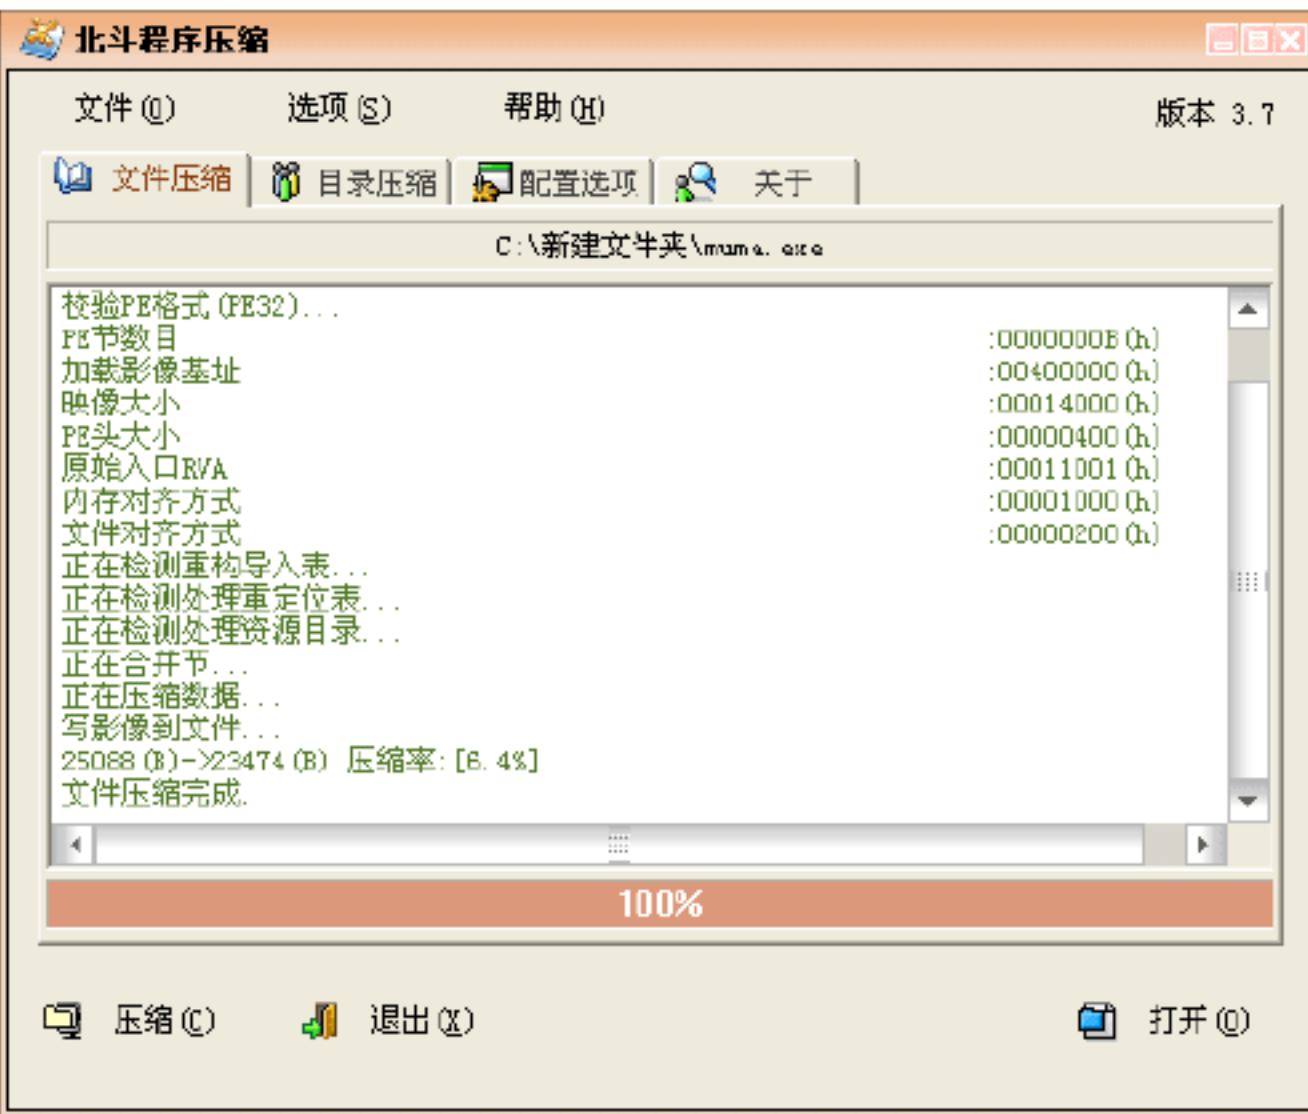 北斗程序压缩
文件(O) 选项(S) 帮助(H) 版本 3.7
文件压缩 目录压缩 配置选项 关于
C:\新建文件夹\muma.exe
校验PE格式(PE32)...
PE节数目 :0000000B(h)
加载影像基址 :00400000(h)
映像大小 :00014000(h)
PE头大小 :00000400(h)
原始入口RVA :00011001(h)
内存对齐方式 :00001000(h)
文件对齐方式 :00000200(h)
正在检测重构导入表...
正在检测处理重定位表...
正在检测处理资源目录...
正在合并节...
正在压缩数据...
写影像到文件...
25088(B)->23474(B) 压缩率:[6.4%]
文件压缩完成.
100%
压缩(C) 退出(X) 打开(O)